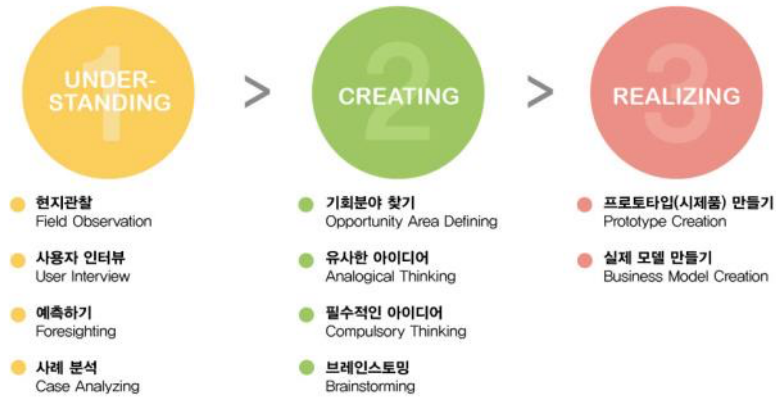 1
UNDER-
STANDING
>
2
CREATING
>
3
REALIZING
현지관찰
Field Observation
사용자 인터뷰
User Interview
예측하기
Foresighting
사례 분석
Case Analyzing
기회분야 찾기
Opportunity Area Defining
유사한 아이디어
Analogical Thinking
필수적인 아이디어
Compulsory Thinking
브레인스토밍
Brainstorming
프로토타입(시제품) 만들기
Prototype Creation
실제 모델 만들기
Business Model Creation